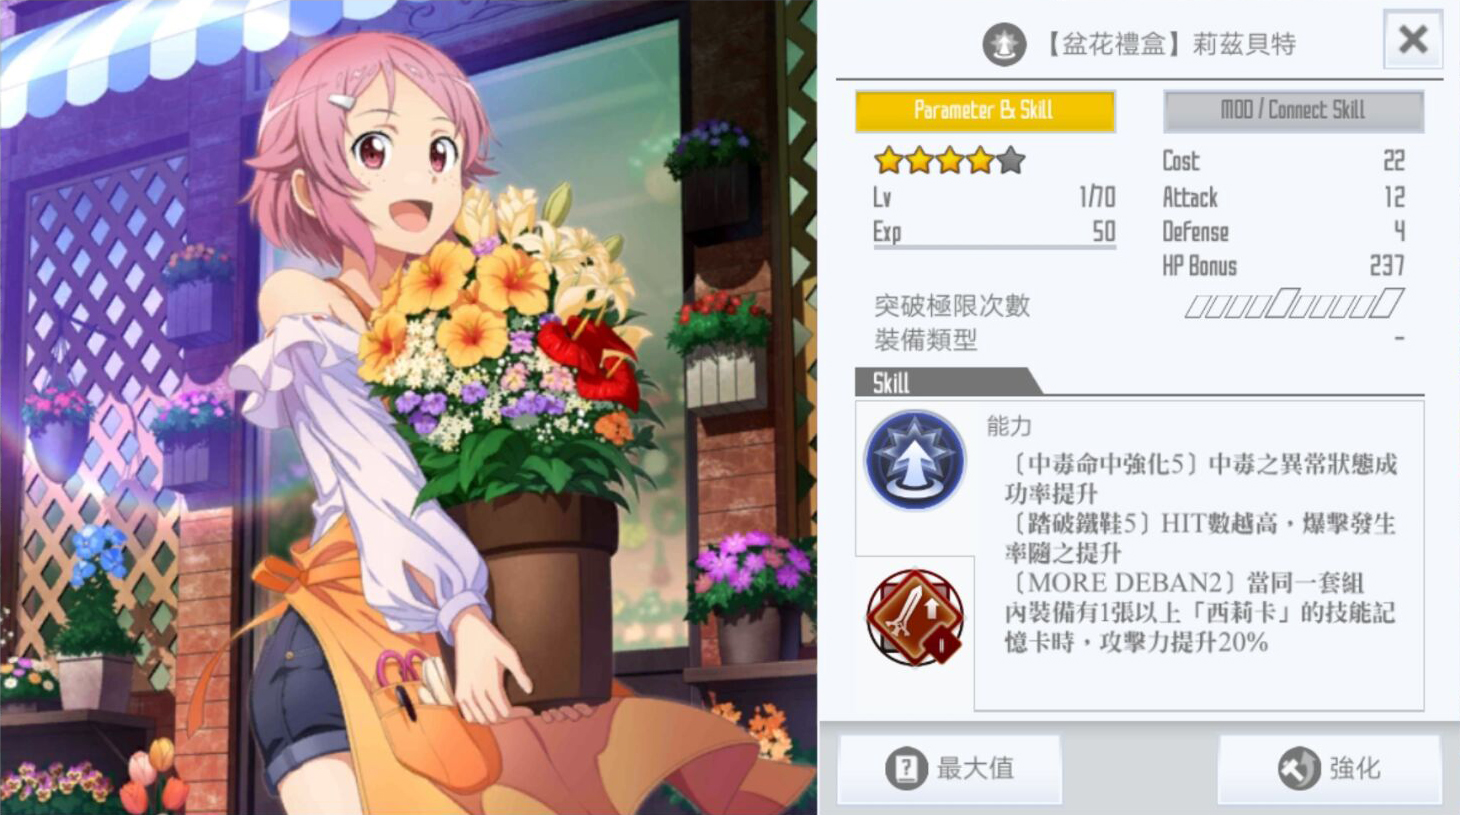 【盆花禮盒】莉茲貝特
Parameter & Skill
MOD / Connect Skill
Lv 1/70
Exp 50
Cost 22
Attack 12
Defense 4
HP Bonus 237
突破極限次數
裝備類型 -
Skill
能力
〔中毒命中強化5〕中毒之異常狀態成
功率提升
〔踏破鐵鞋5〕HIT數越高，爆擊發生
率隨之提升
〔MORE DEBAN2〕當同一套組
內裝備有1張以上「西莉卡」的技能記
憶卡時，攻擊力提升20%
最大值
強化